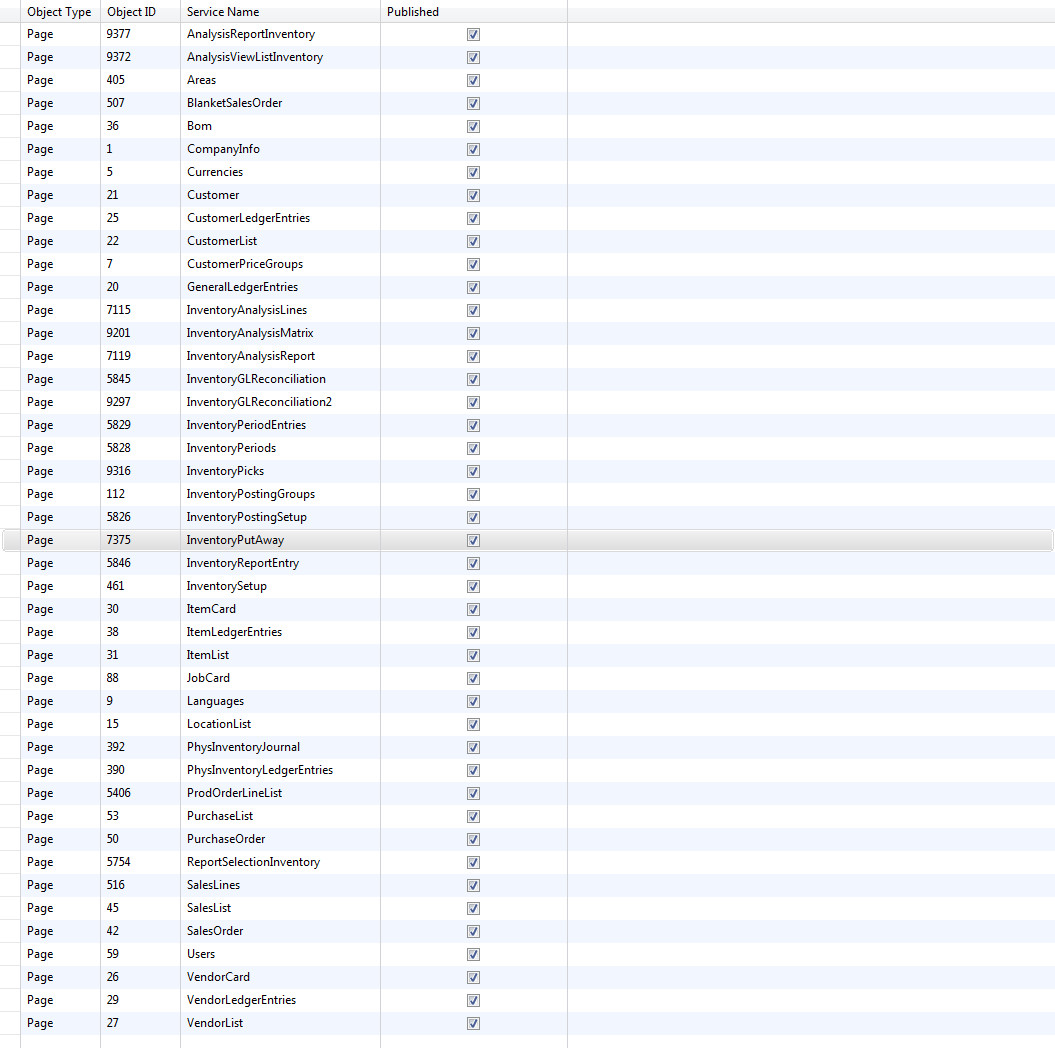 Object Type Object ID Service Name Published
Page 9377 AnalysisReportInventory
Page 9372 AnalysisViewListInventory
Page 405 Areas
Page 507 BlanketSalesOrder
Page 36 Bom
Page 1 CompanyInfo
Page 5 Currencies
Page 21 Customer
Page 25 CustomerLedgerEntries
Page 22 CustomerList
Page 7 CustomerPriceGroups
Page 20 GeneralLedgerEntries
Page 7115 InventoryAnalysisLines
Page 9201 InventoryAnalysisMatrix
Page 7119 InventoryAnalysisReport
Page 5845 InventoryGLReconciliation
Page 9297 InventoryGLReconciliation2
Page 5829 InventoryPeriodEntries
Page 5828 InventoryPeriods
Page 9316 InventoryPicks
Page 112 InventoryPostingGroups
Page 5826 InventoryPostingSetup
Page 7375 InventoryPutAway
Page 5846 InventoryReportEntry
Page 461 InventorySetup
Page 30 ItemCard
Page 38 ItemLedgerEntries
Page 31 ItemList
Page 88 JobCard
Page 9 Languages
Page 15 LocationList
Page 392 PhysInventoryJournal
Page 390 PhysInventoryLedgerEntries
Page 5406 ProdOrderLineList
Page 53 PurchaseList
Page 50 PurchaseOrder
Page 5754 ReportSelectionInventory
Page 516 SalesLines
Page 45 SalesList
Page 42 SalesOrder
Page 59 Users
Page 26 VendorCard
Page 29 VendorLedgerEntries
Page 27 VendorList